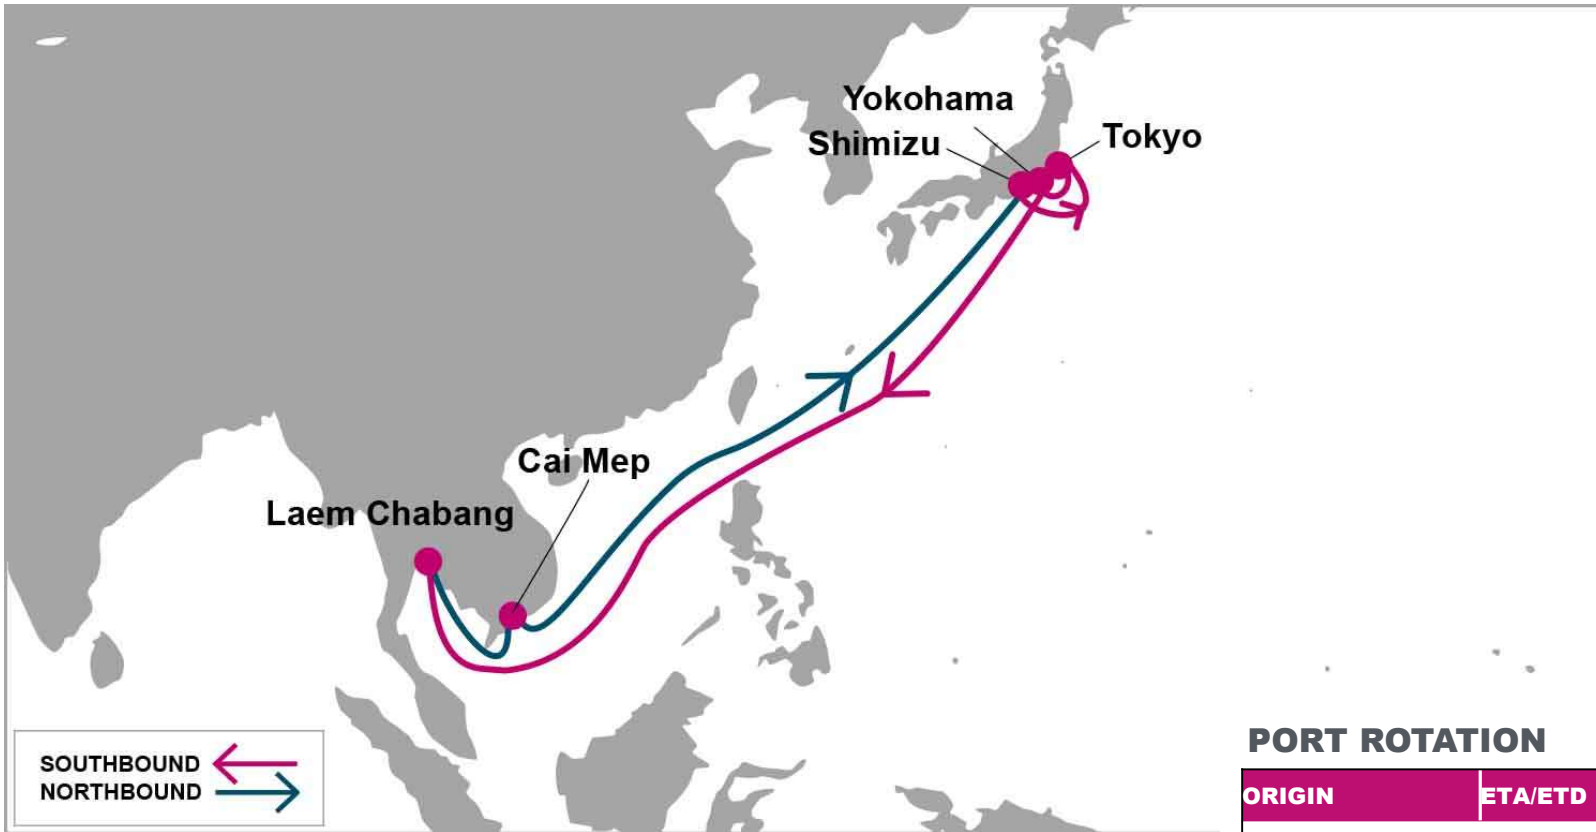 Yokohama
Shimizu
Tokyo
Cai Mep
Laem Chabang
SOUTHBOUND
NORTHBOUND
PORT ROTATION
ORIGIN ETA/ETD